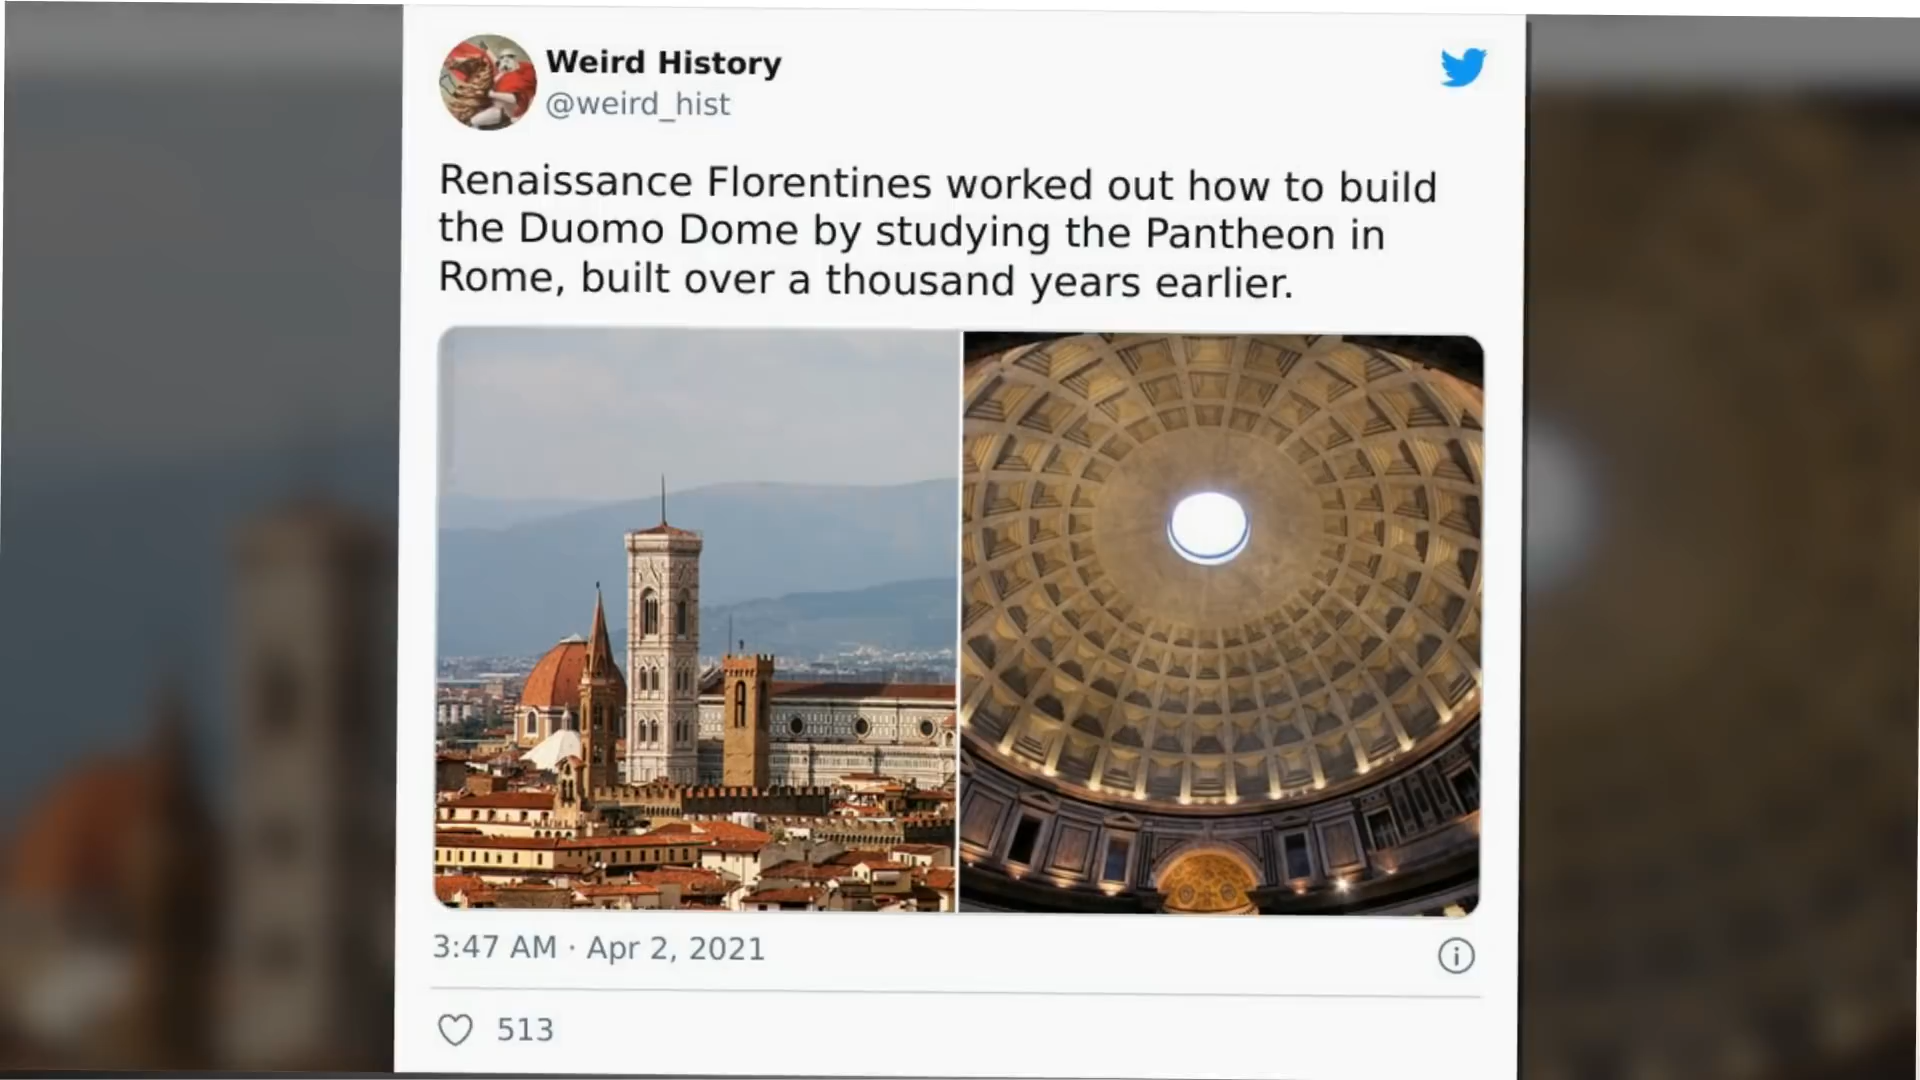 Weird History
@weird_hist
Renaissance Florentines worked out how to build
the Duomo Dome by studying the Pantheon in
Rome, built over a thousand years earlier.
3:47 AM · Apr 2, 2021
513